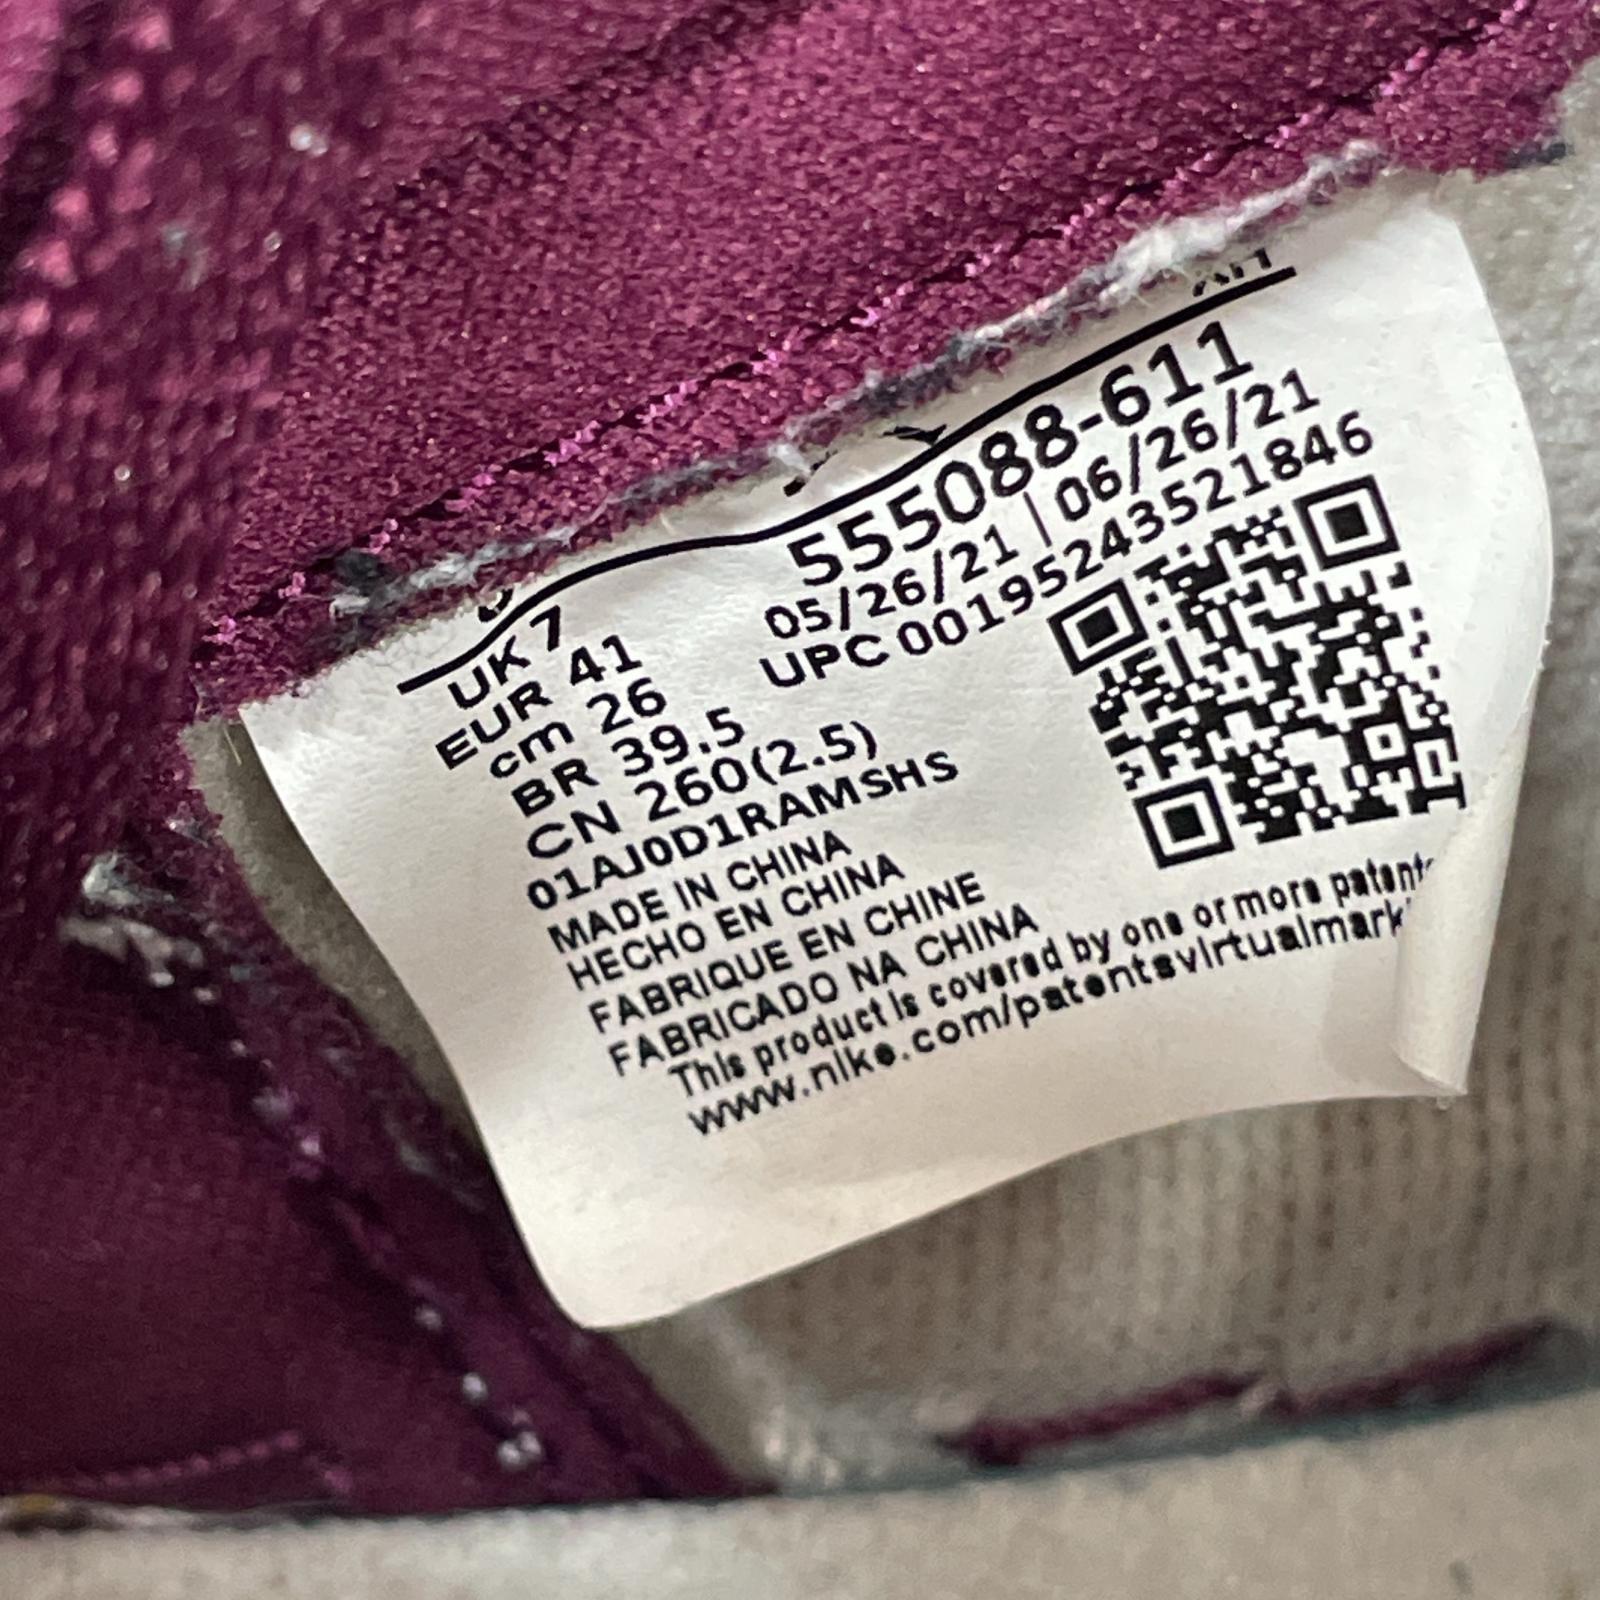 555088-611
05/26/21 | 06/26/21
UPC 00195243521846
UK 7
EUR 41
cm 26
BR 39.5
CN 260(2.5)
01AJ0D1RAMSHS
MADE IN CHINA
HECHO EN CHINA
FABRIQUE EN CHINE
FABRICADO NA CHINA
This product is covered by one or more patent
www.nike.com/patentsvirtualmark